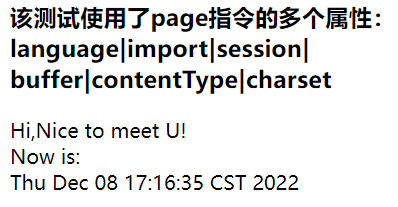 该测试使用了page指令的多个属性：
language|import|session|
buffer|contentType|charset
Hi,Nice to meet U!
Now is:
Thu Dec 08 17:16:35 CST 2022